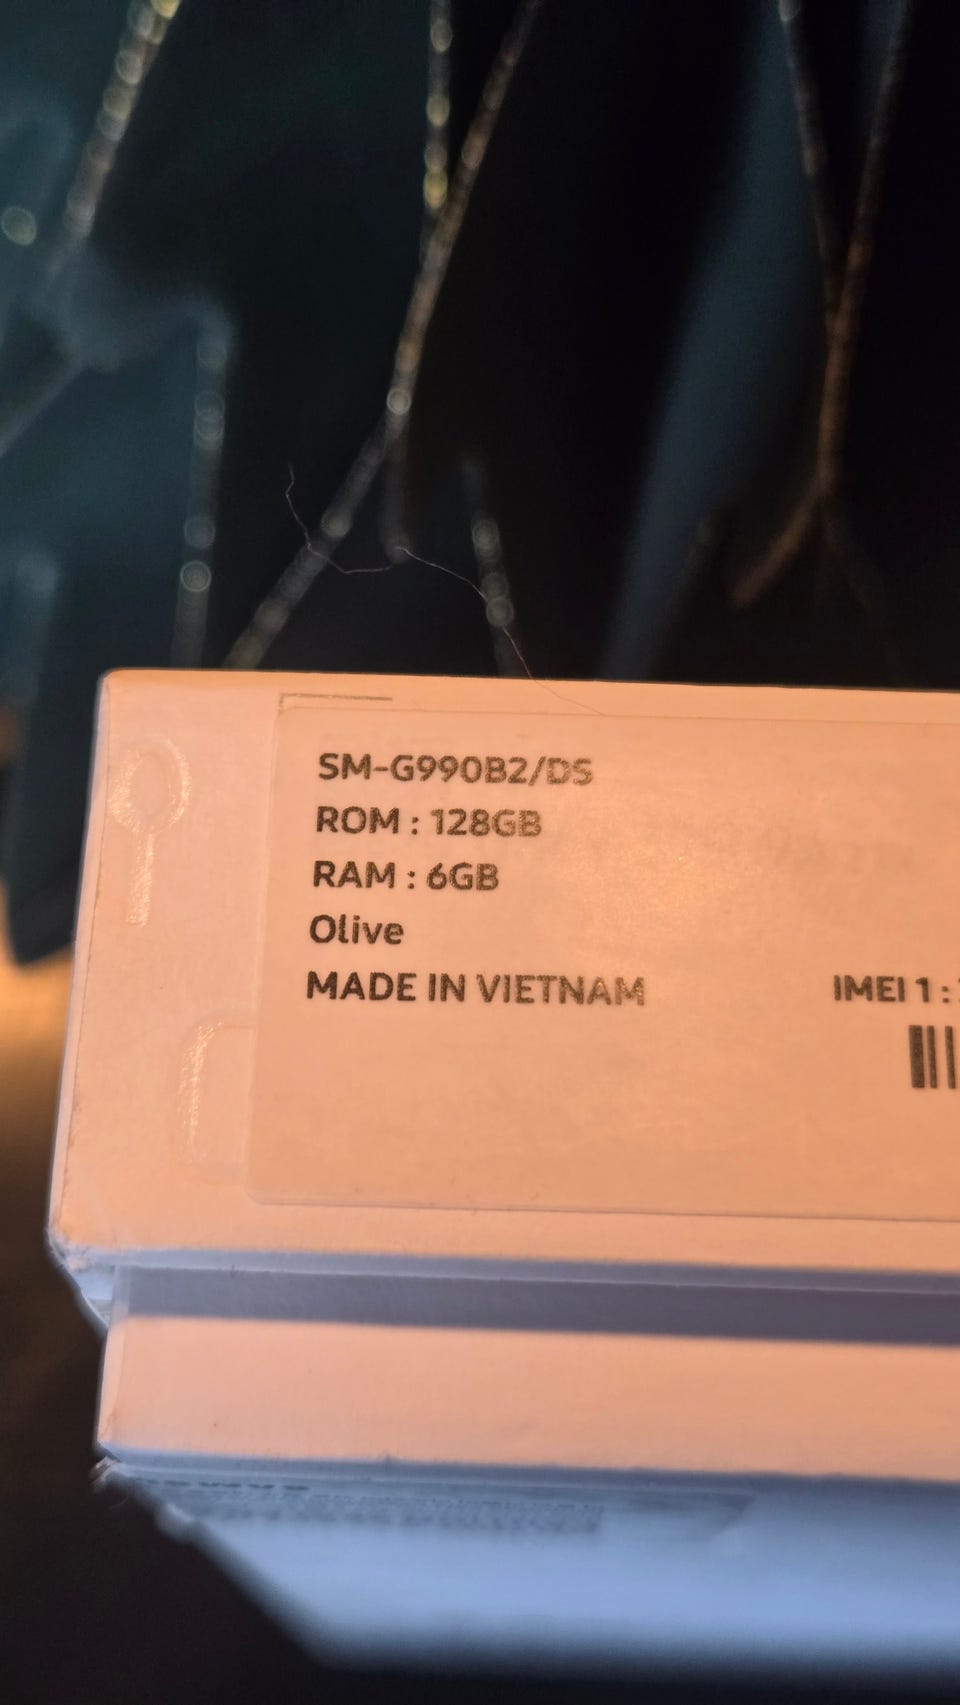 SM-G990B2/DS
ROM : 128GB
RAM : 6GB
Olive
MADE IN VIETNAM
IMEI 1 :